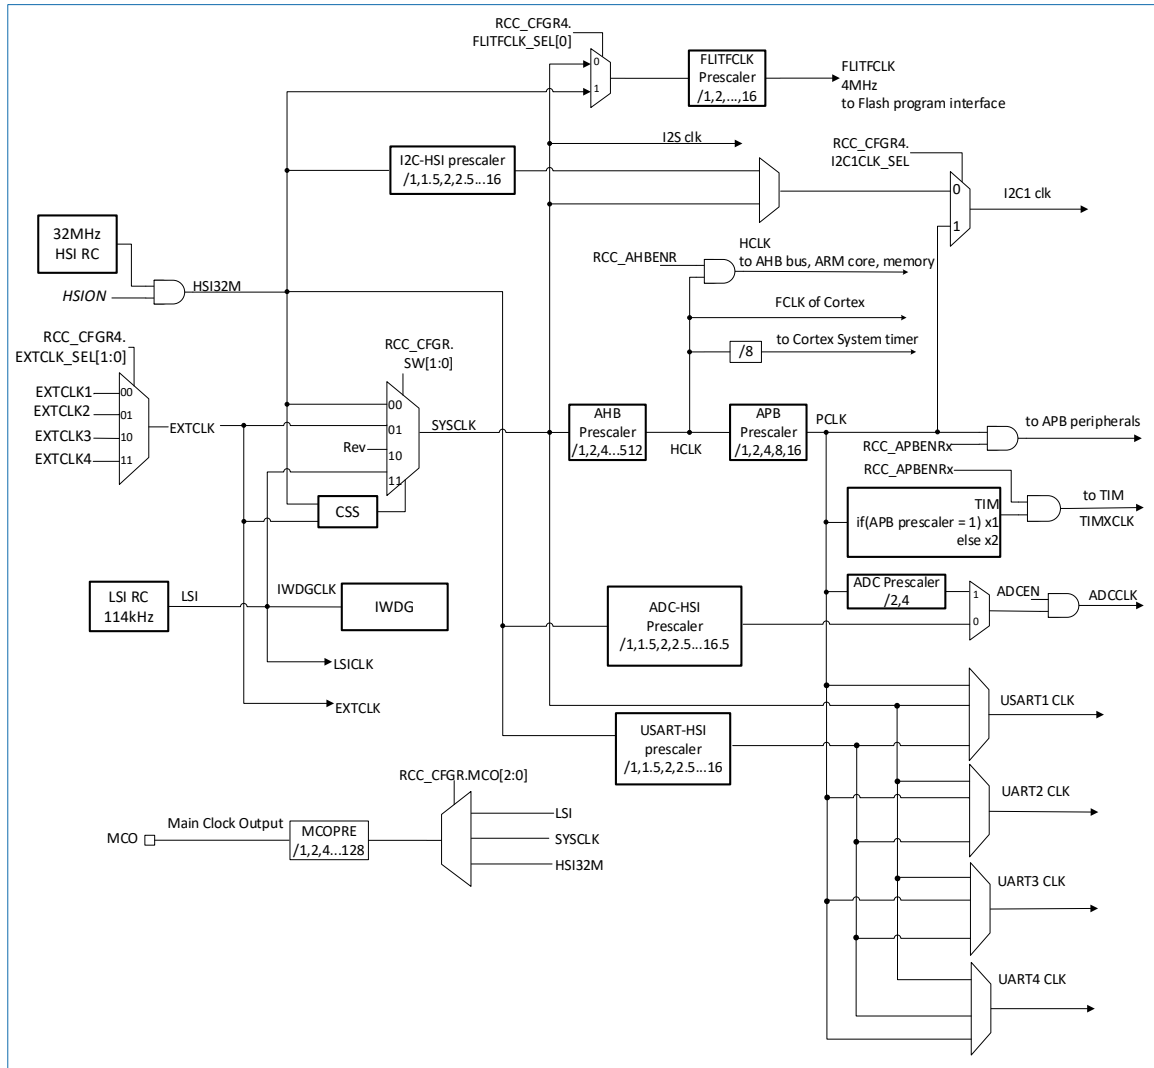 RCC_CFGR4.
FLITFCLK_SEL[0]
0
1
FLITFCLK
Prescaler
/1,2,...,16
FLITFCLK
4MHz
to Flash program interface
I2S clk
RCC_CFGR4.
I2C1CLK_SEL
I2C-HSI prescaler
/1,1.5,2,2.5...16
0
1
I2C1 clk
32MHz
HSI RC
HSION
HSI32M
RCC_AHBENR
HCLK
to AHB bus, ARM core, memory
FCLK of Cortex
/8
to Cortex System timer
RCC_CFGR4.
EXTCLK_SEL[1:0]
EXTCLK1
EXTCLK2
EXTCLK3
EXTCLK4
00
01
10
11
EXTCLK
RCC_CFGR.
SW[1:0]
00
01
Rev
10
11
SYSCLK
CSS
AHB
Prescaler
/1,2,4...512
HCLK
APB
Prescaler
/1,2,4,8,16
PCLK
to APB peripherals
RCC_APBENRx
RCC_APBENRx
TIM
if(APB prescaler = 1) x1
else x2
to TIM
TIMXCLK
LSI RC
114kHz
LSI
IWDGCLK
IWDG
LSICLK
EXTCLK
ADC-HSI
Prescaler
/1,1.5,2,2.5...16.5
ADC Prescaler
/2,4
1
0
ADCEN
ADCCLK
USART-HSI
prescaler
/1,1.5,2,2.5...16
USART1 CLK
UART2 CLK
UART3 CLK
UART4 CLK
RCC_CFGR.MCO[2:0]
MCO
Main Clock Output
MCOPRE
/1,2,4...128
LSI
SYSCLK
HSI32M